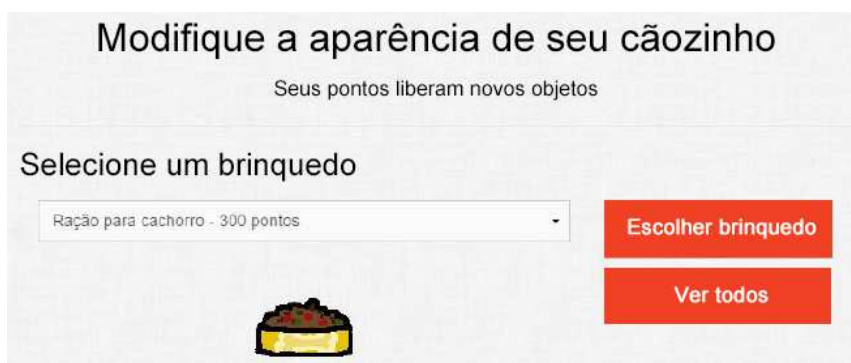 Modifique a aparência de seu cãozinho
Seus pontos liberam novos objetos
Selecione um brinquedo
Ração para cachorro - 300 pontos
Escolher brinquedo
Ver todos